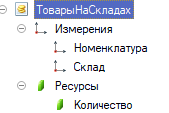 ТоварыНаСкладах
Измерения
Номенклатура
Склад
Ресурсы
Количество